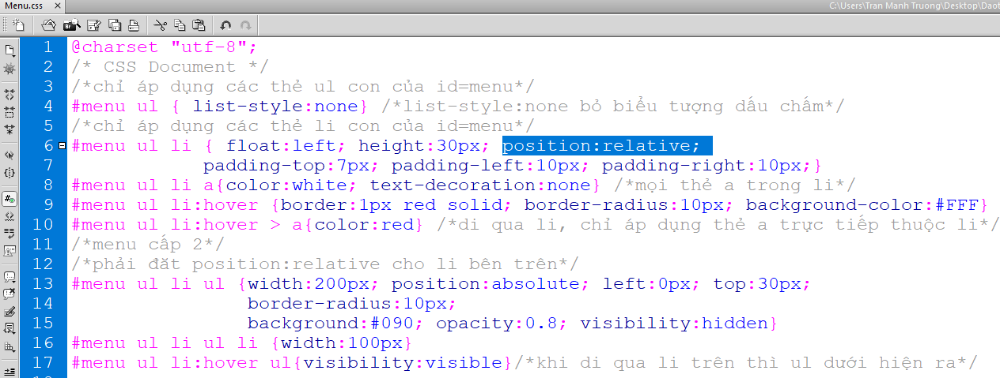 Menu.css ×
C:\Users\Tran Manh Truong\Desktop\Daot
1 @charset "utf-8";
2 /* CSS Document */
3 /*chỉ áp dụng các thẻ ul con của id=menu*/
4 #menu ul { list-style:none} /*list-style:none bỏ biểu tượng dấu chấm*/
5 /*chỉ áp dụng các thẻ li con của id=menu*/
6 #menu ul li { float:left; height:30px; position:relative;
7 padding-top:7px; padding-left:10px; padding-right:10px;}
8 #menu ul li a{color:white; text-decoration:none} /*mọi thẻ a trong li*/
9 #menu ul li:hover {border:1px red solid; border-radius:10px; background-color:#FFF}
10 #menu ul li:hover > a{color:red} /*di qua li, chỉ áp dụng thẻ a trực tiếp thuộc li*/
11 /*menu cấp 2*/
12 /*phải đăt position:relative cho li bên trên*/
13 #menu ul li ul {width:200px; position:absolute; left:0px; top:30px;
14 border-radius:10px;
15 background:#090; opacity:0.8; visibility:hidden}
16 #menu ul li ul li {width:100px}
17 #menu ul li:hover ul{visibility:visible}/*khi di qua li trên thì ul dưới hiện ra*/